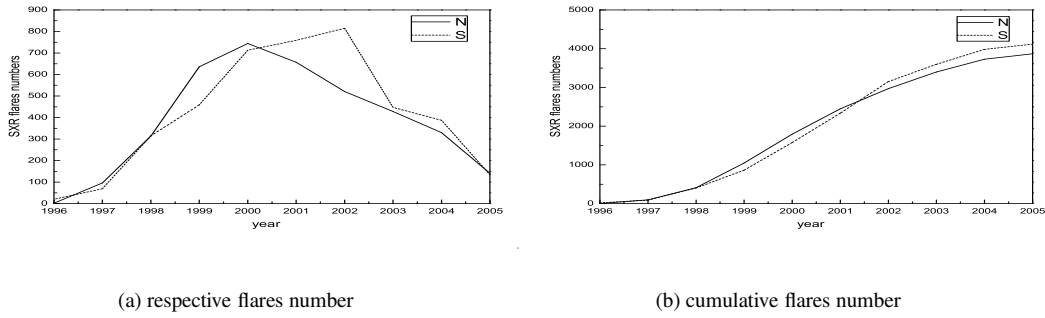 900
800
700
600
500
400
300
200
100
0
SXR flares numbers
N
S
1996 1997 1998 1999 2000 2001 2002 2003 2004 2005
year
(a) respective flares number
5000
4000
3000
2000
1000
0
SXR flares numbers
N
S
1996 1997 1998 1999 2000 2001 2002 2003 2004 2005
year
(b) cumulative flares number